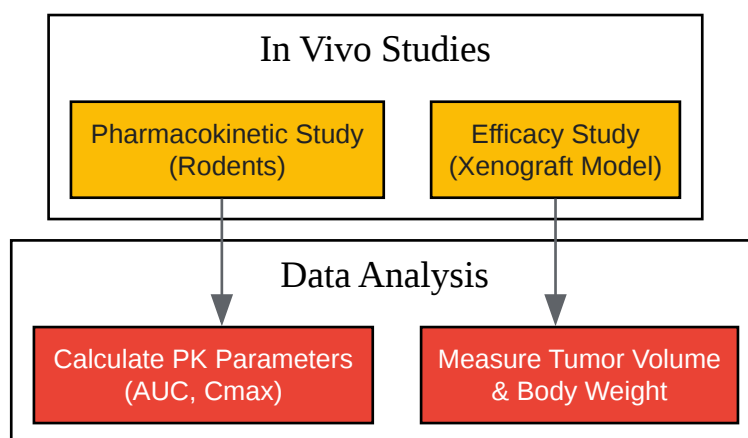 In Vivo Studies
Pharmacokinetic Study
(Rodents)
Efficacy Study
(Xenograft Model)
Data Analysis
Calculate PK Parameters
(AUC, Cmax)
Measure Tumor Volume
& Body Weight